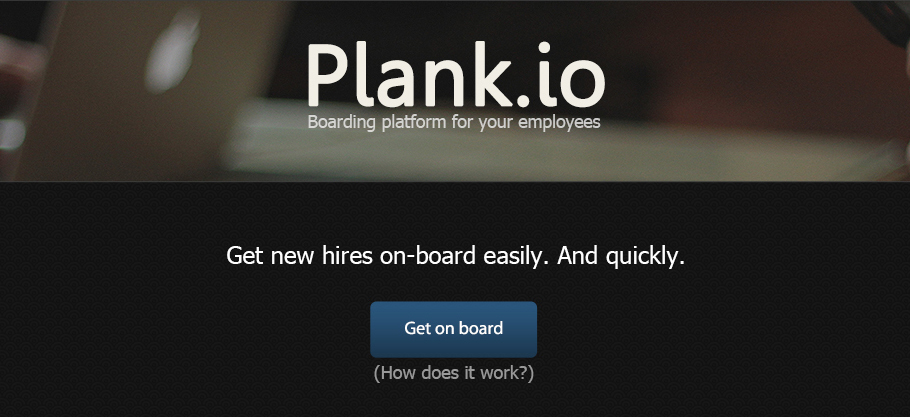 Plank.io
Boarding platform for your employees
Get new hires on-board easily. And quickly.
Get on board
(How does it work?)